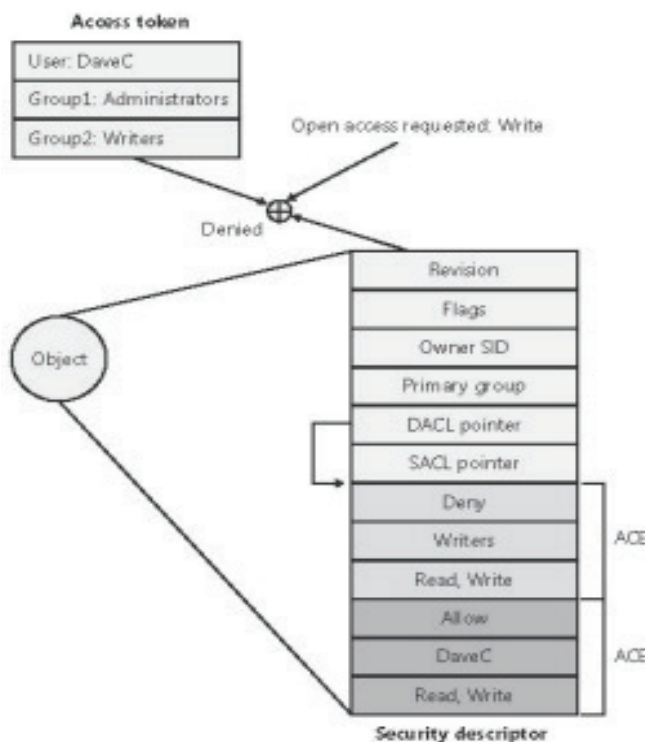 Access token
User: DaveC
Group1: Administrators
Group2: Writers
Open access requested: Write
Denied
Object
Revision
Flags
Owner SID
Primary group
DACL pointer
SACL pointer
Deny
Writers
Read, Write
ACE
Allow
DaveC
Read, Write
ACE
Security descriptor